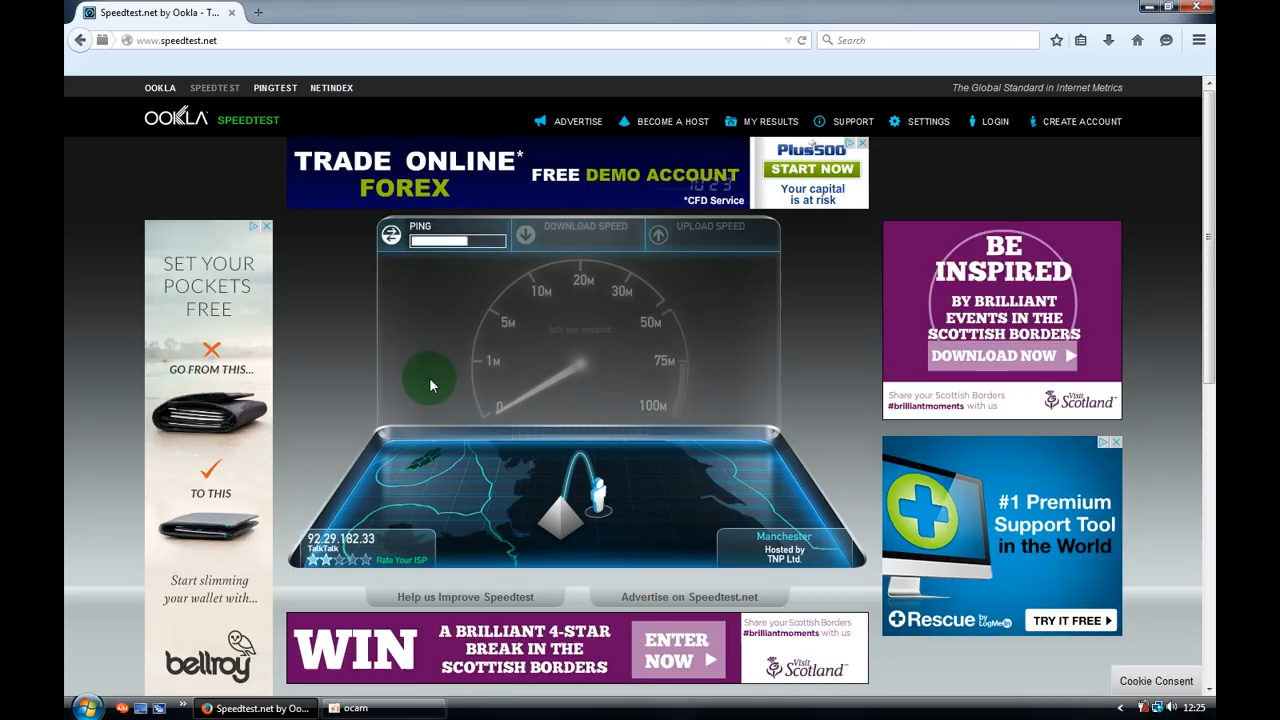 Speedtest.net by Ookla - T...
www.speedtest.net
Search
OOKLA
SPEEDTEST
PINGTEST
NETINDEX
The Global Standard in Internet Metrics
OOKLA SPEEDTEST
ADVERTISE
BECOME A HOST
MY RESULTS
SUPPORT
SETTINGS
LOGIN
CREATE ACCOUNT
TRADE ONLINE*
FOREX
FREE DEMO ACCOUNT
*CFD Service
Plus500
START NOW
Your capital
is at risk
PING
DOWNLOAD SPEED
UPLOAD SPEED
20M
10M
30M
5M
50M
bits per second
1M
75M
0
100M
92.29.182.33
TalkTalk
Rate Your ISP
Manchester
Hosted by
TNP Ltd.
SET YOUR
POCKETS
FREE
GO FROM THIS...
TO THIS
Start slimming
your wallet with...
bellroy
BE
INSPIRED
BY BRILLIANT
EVENTS IN THE
SCOTTISH BORDERS
DOWNLOAD NOW
Share your Scottish Borders
#brilliantmoments with us
Visit
Scotland™
#1 Premium
Support Tool
in the World
Rescue by LogMeIn
TRY IT FREE
Help us Improve Speedtest
Advertise on Speedtest.net
WIN
A BRILLIANT 4-STAR
BREAK IN THE
SCOTTISH BORDERS
ENTER
NOW
Share your Scottish Borders
#brilliantmoments with us
Visit
Scotland™
Cookie Consent
Speedtest.net by Oo...
ocam
12:25